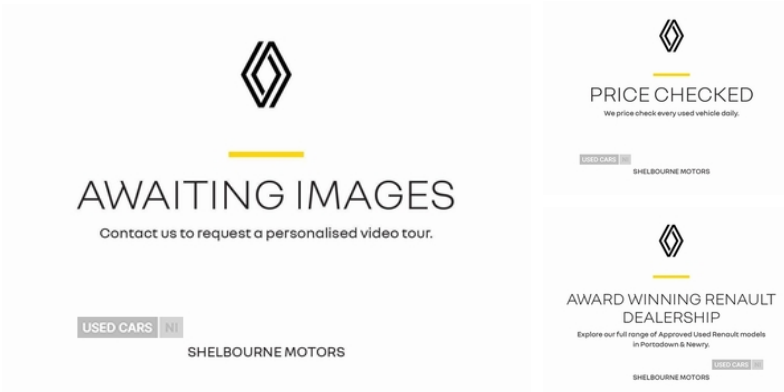 AWAITING IMAGES
Contact us to request a personalised video tour.
USED CARS NI
SHELBOURNE MOTORS
PRICE CHECKED
We price check every used vehicle daily.
USED CARS NI
SHELBOURNE MOTORS
AWARD WINNING RENAULT
DEALERSHIP
Explore our full range of Approved Used Renault models
in Portadown & Newry.
USED CARS NI
SHELBOURNE MOTORS